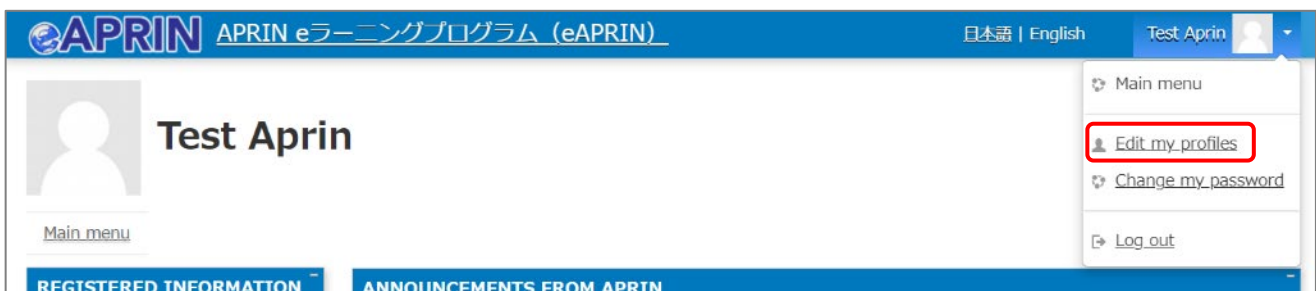 eAPRIN APRIN eラーニングプログラム（eAPRIN） 日本語 | English Test Aprin
Main menu
Test Aprin
Edit my profiles
Change my password
Main menu
Log out
REGISTERED INFORMATION ANNOUNCEMENTS FROM APRIN